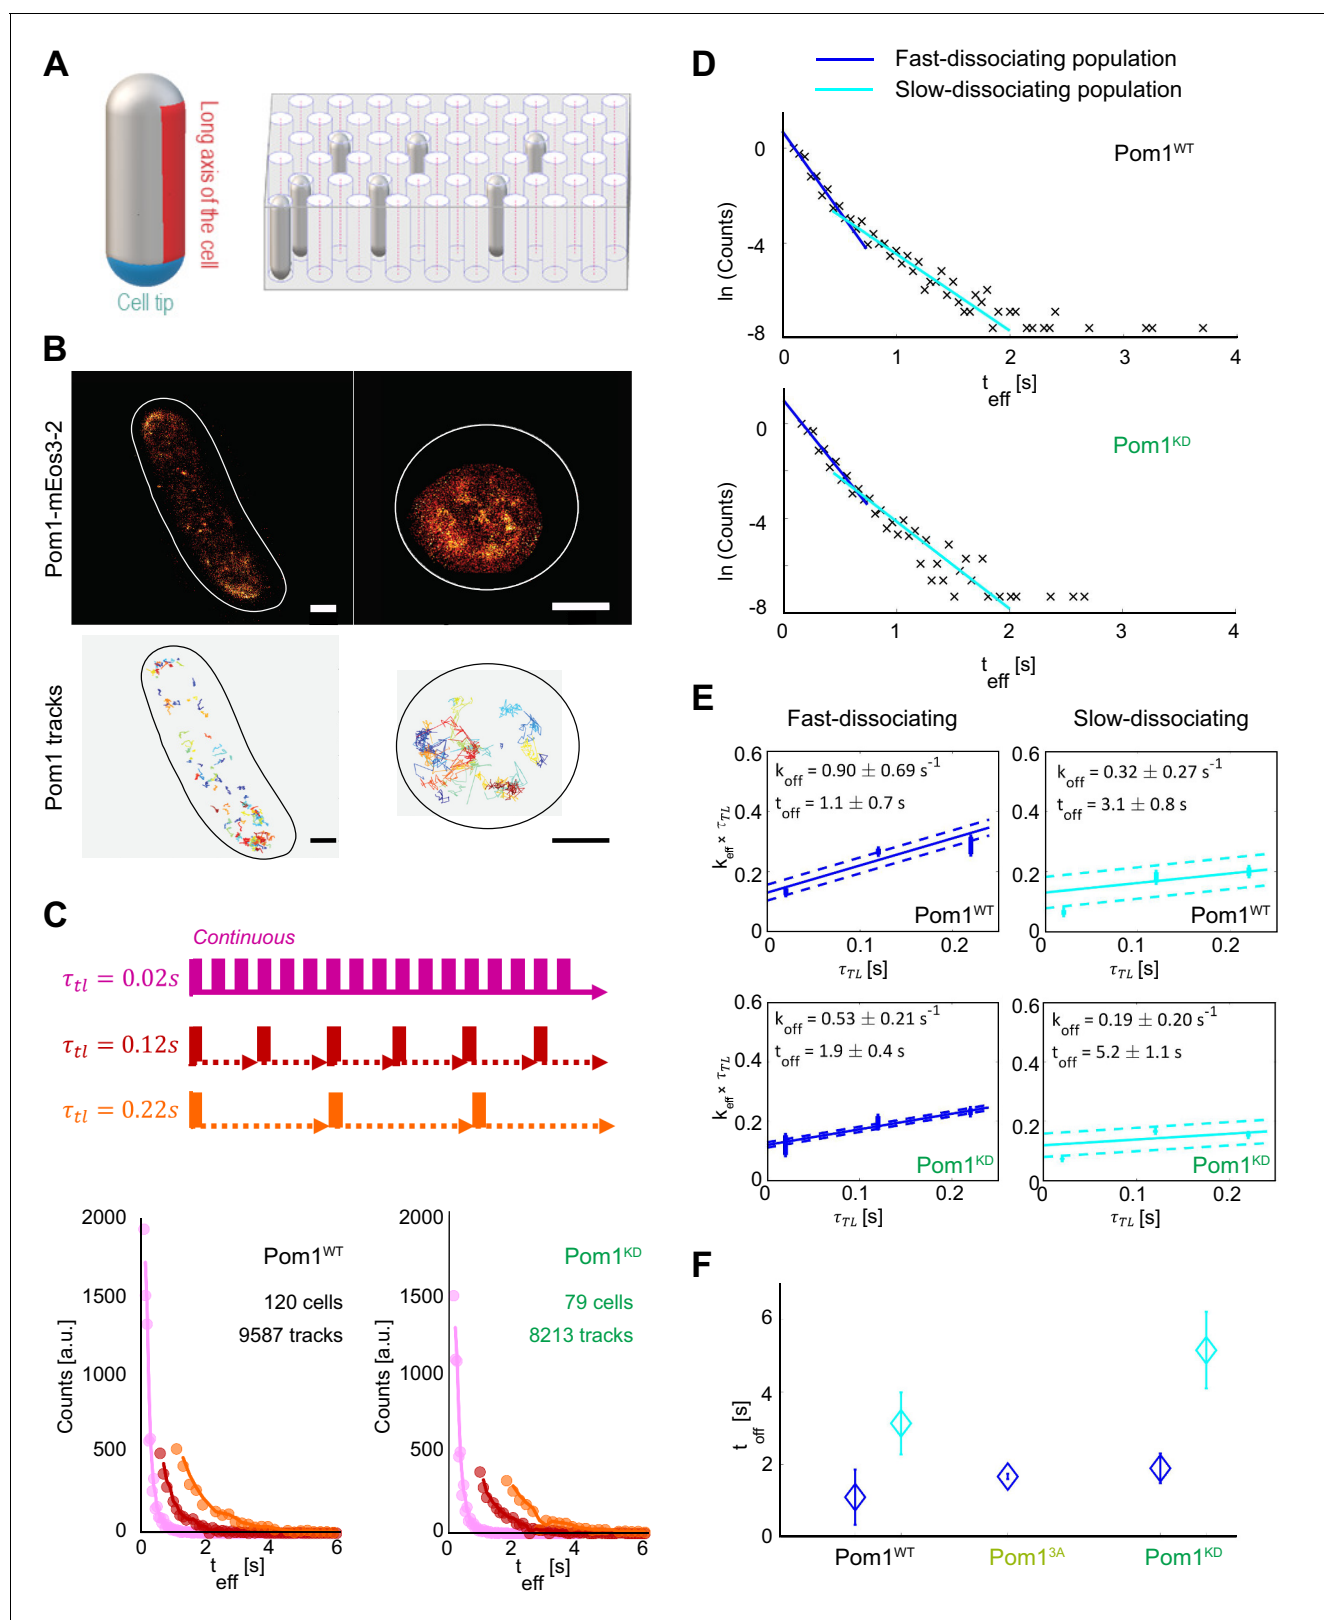 A
Long axis of the cell
Cell tip
B
Pom1-mEos3-2
Pom1 tracks
C
Continuous
τtl = 0.02s
τtl = 0.12s
τtl = 0.22s
2000
1500
1000
500
0
Counts [a.u.]
Pom1WT
120 cells
9587 tracks
0 2 4 6
teff [s]
2000
1500
1000
500
0
Counts [a.u.]
Pom1KD
79 cells
8213 tracks
0 2 4 6
teff [s]
D
Fast-dissociating population
Slow-dissociating population
Pom1WT
0
-4
-8
ln (Counts)
0 1 2 3 4
teff [s]
Pom1KD
0
-4
-8
ln (Counts)
0 1 2 3 4
teff [s]
E
Fast-dissociating
Slow-dissociating
0.6
0.4
0.2
0
keff × τTL
koff = 0.90 ± 0.69 s-1
toff = 1.1 ± 0.7 s
Pom1WT
0 0.1 0.2
τTL [s]
0.6
0.4
0.2
0
koff = 0.32 ± 0.27 s-1
toff = 3.1 ± 0.8 s
Pom1WT
0 0.1 0.2
τTL [s]
0.6
0.4
0.2
0
keff × τTL
koff = 0.53 ± 0.21 s-1
toff = 1.9 ± 0.4 s
Pom1KD
0 0.1 0.2
τTL [s]
0.6
0.4
0.2
0
koff = 0.19 ± 0.20 s-1
toff = 5.2 ± 1.1 s
Pom1KD
0 0.1 0.2
τTL [s]
F
6
4
2
0
toff [s]
Pom1WT
Pom13A
Pom1KD